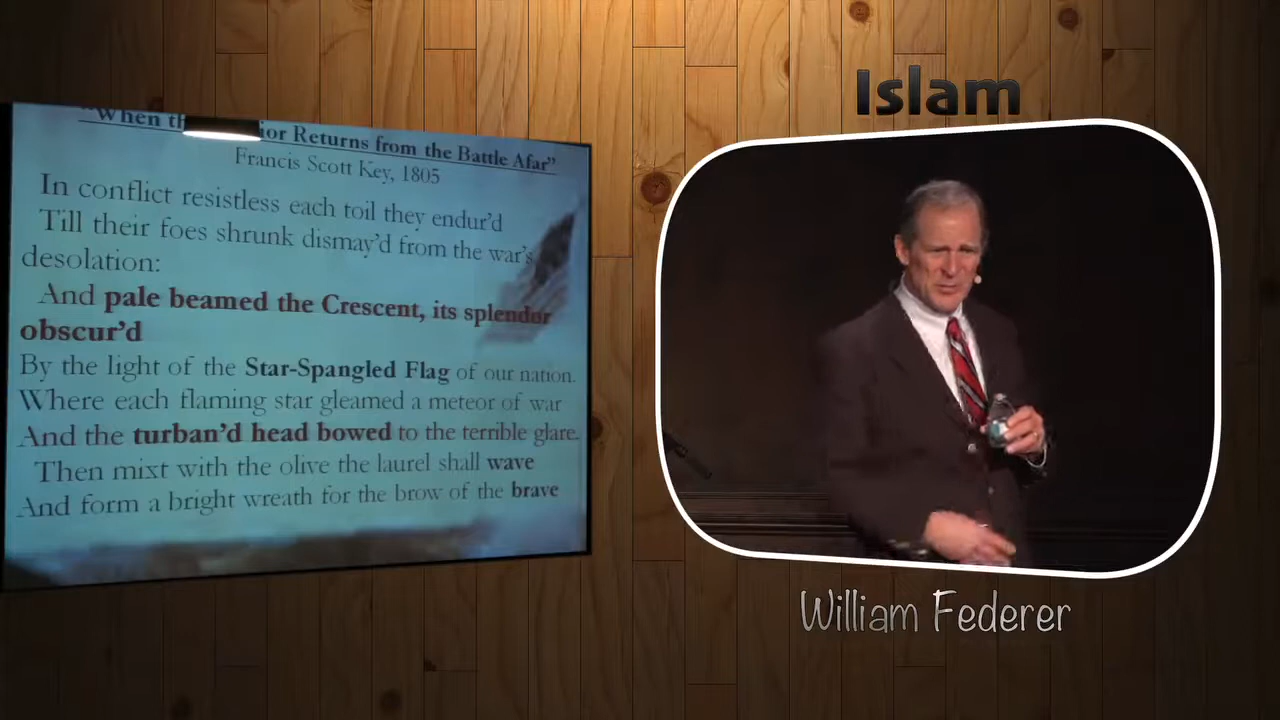 "When th ior Returns from the Battle Afar"
Francis Scott Key, 1805
In conflict resistless each toil they endur'd
Till their foes shrunk dismay'd from the war's
desolation:
And pale beamed the Crescent, its splendor
obscur'd
By the light of the Star-Spangled Flag of our nation.
Where each flaming star gleamed a meteor of war
And the turban'd head bowed to the terrible glare.
Then mixt with the olive the laurel shall wave
And form a bright wreath for the brow of the brave
Islam
William Federer